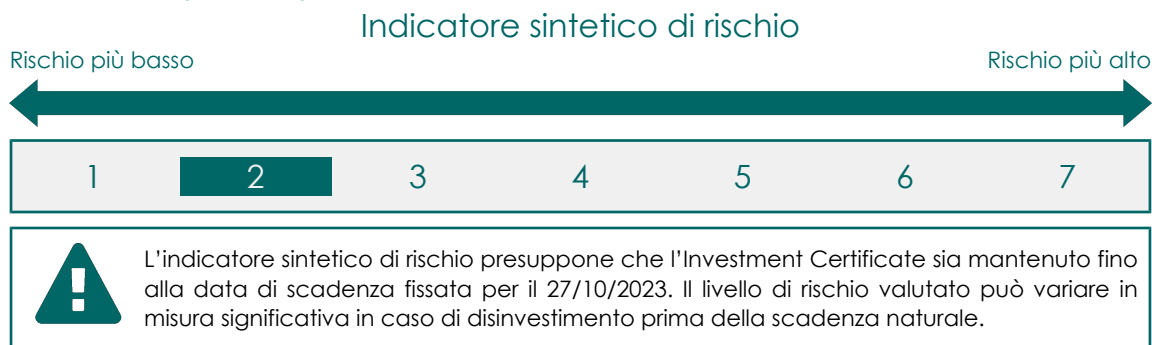 Indicatore sintetico di rischio
Rischio più basso
Rischio più alto
1 2 3 4 5 6 7
L'indicatore sintetico di rischio presuppone che l'Investment Certificate sia mantenuto fino
alla data di scadenza fissata per il 27/10/2023. Il livello di rischio valutato può variare in
misura significativa in caso di disinvestimento prima della scadenza naturale.